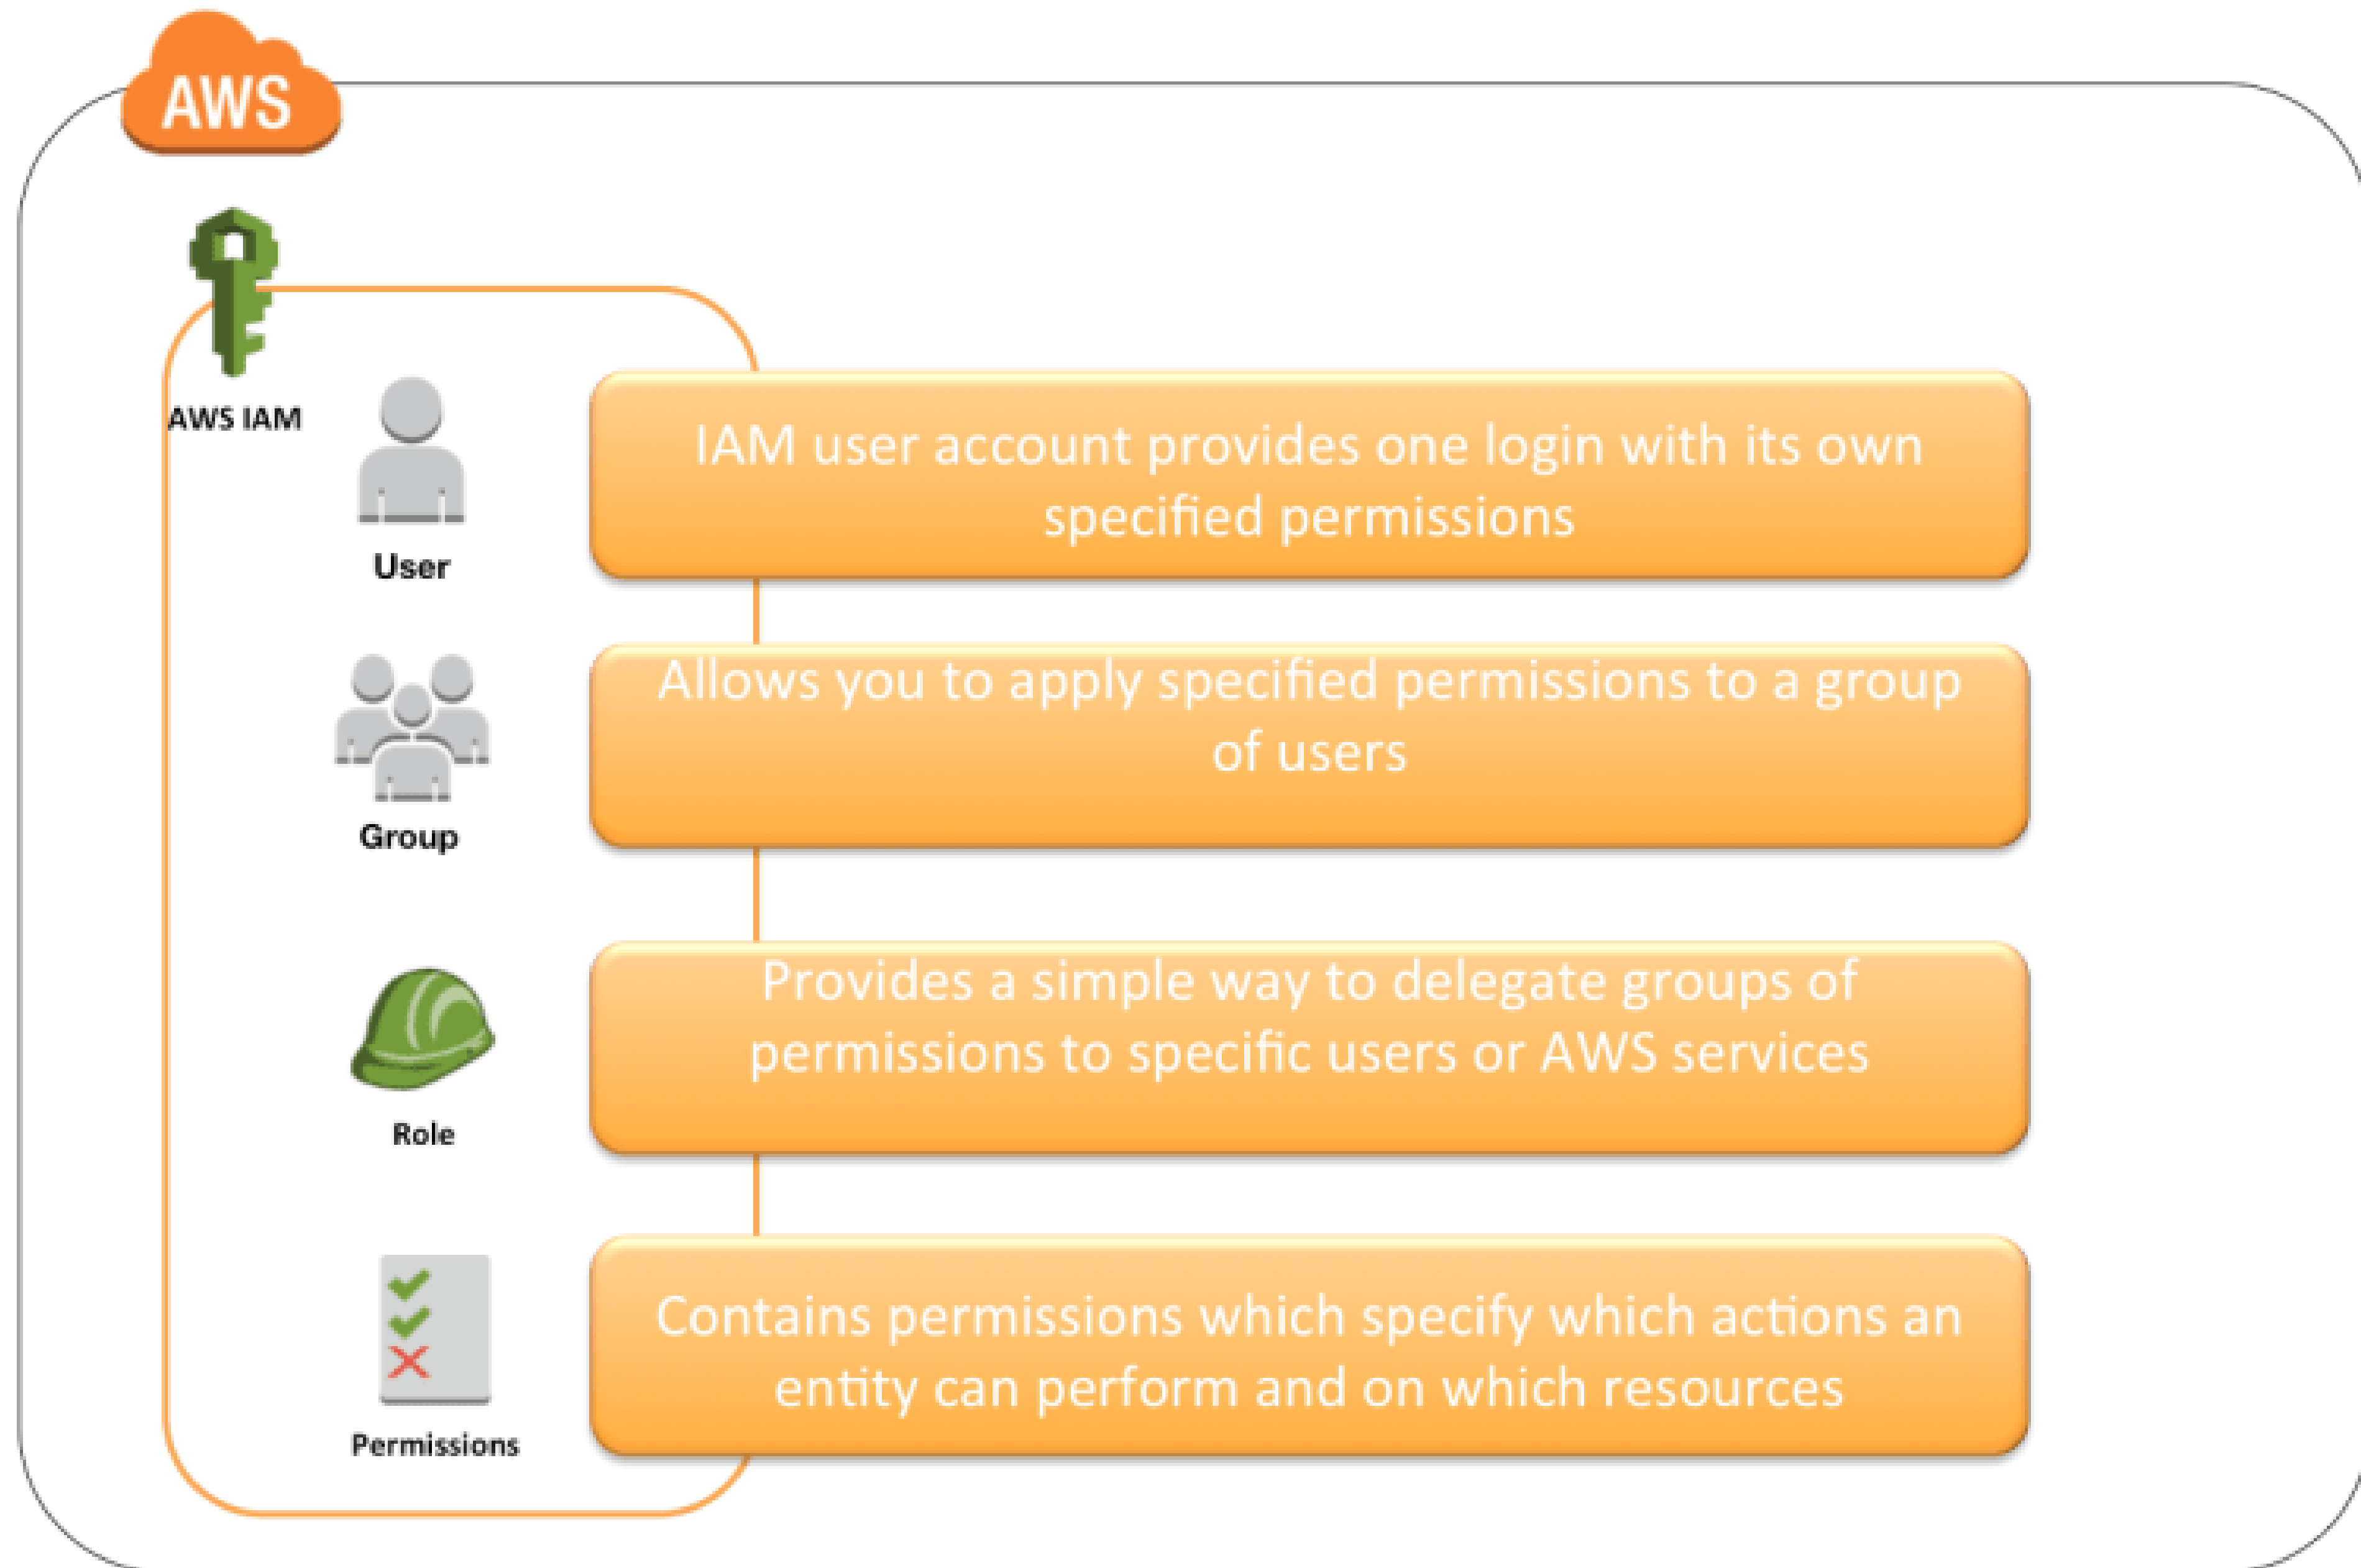 AWS
AWS IAM
User
IAM user account provides one login with its own
specified permissions
Group
Allows you to apply specified permissions to a group
of users
Role
Provides a simple way to delegate groups of
permissions to specific users or AWS services
Permissions
Contains permissions which specify which actions an
entity can perform and on which resources